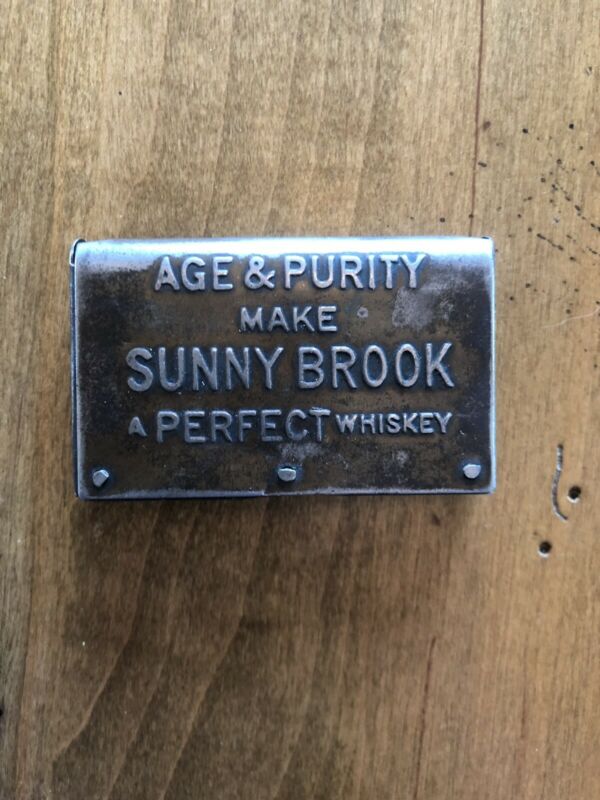 AGE & PURITY
MAKE
SUNNY BROOK
A PERFECT WHISKEY